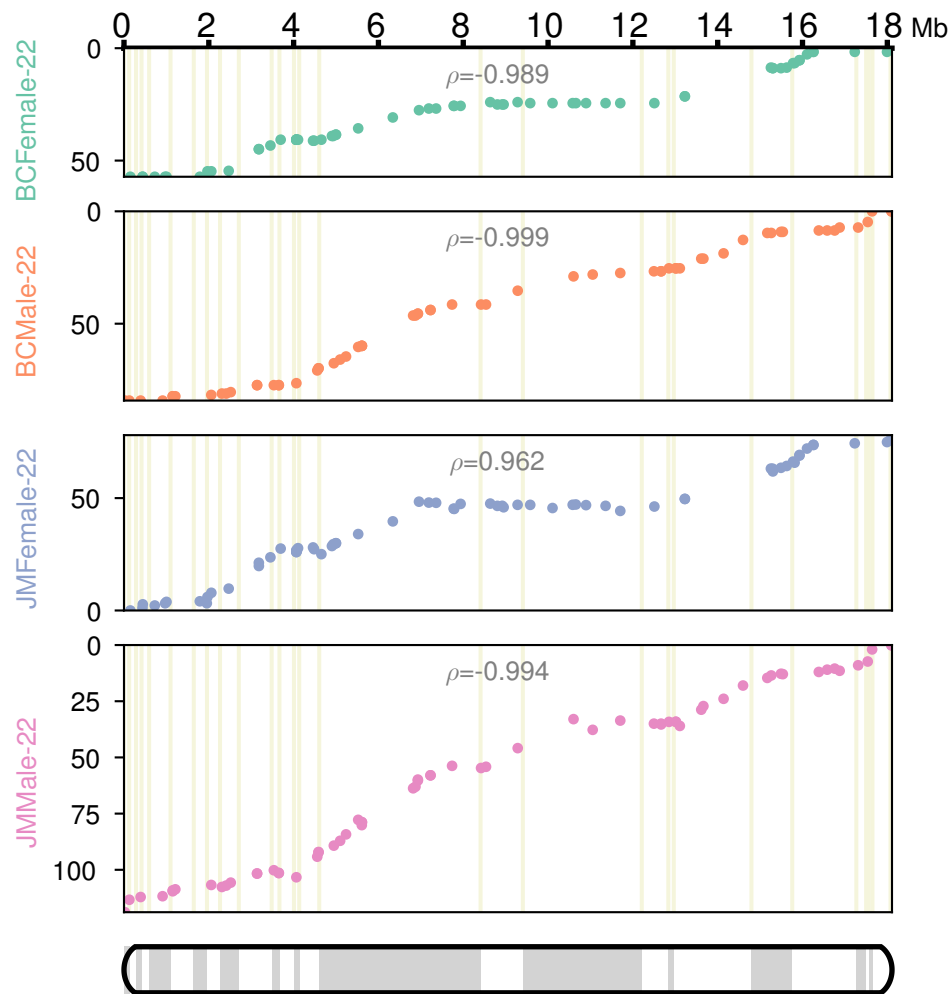 0 2 4 6 8 10 12 14 16 18 Mb
BCFemale-22
0
50
ρ=-0.989
BCMale-22
0
50
ρ=-0.999
JMFemale-22
50
0
ρ=0.962
JMMale-22
0
25
50
75
100
ρ=-0.994